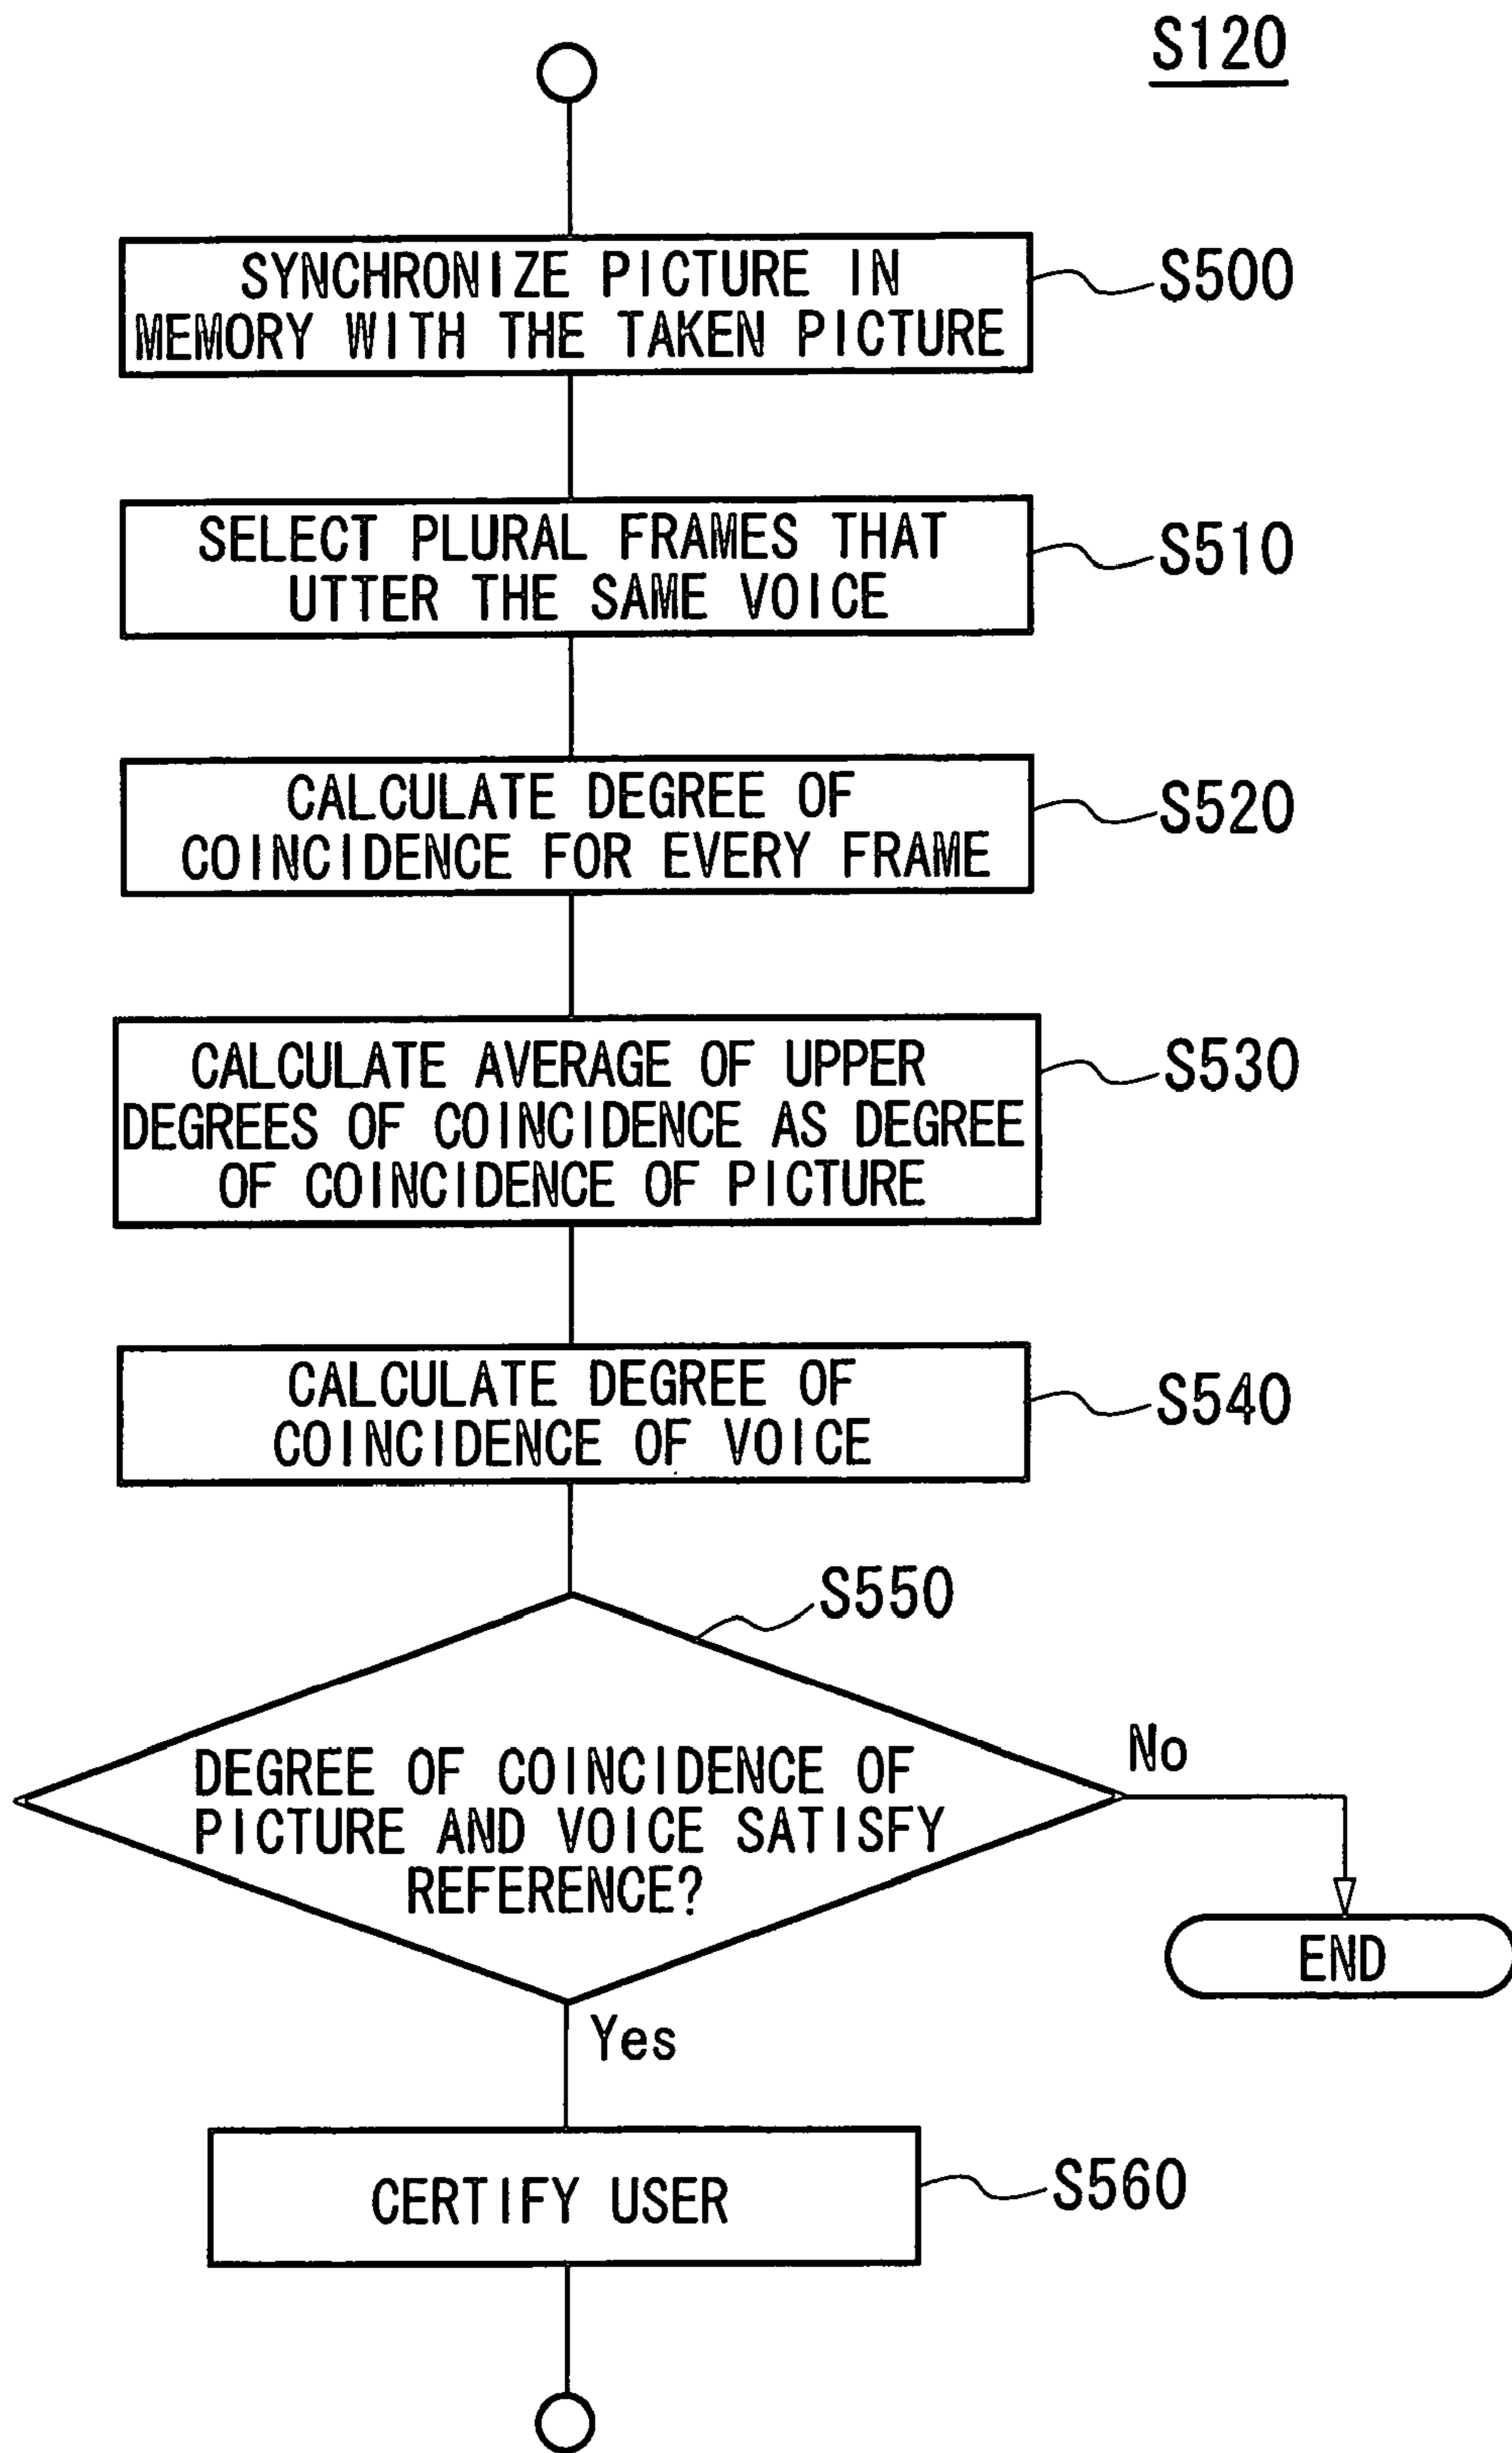 S120
SYNCHRONIZE PICTURE IN
MEMORY WITH THE TAKEN PICTURE
S500
SELECT PLURAL FRAMES THAT
UTTER THE SAME VOICE
S510
CALCULATE DEGREE OF
COINCIDENCE FOR EVERY FRAME
S520
CALCULATE AVERAGE OF UPPER
DEGREES OF COINCIDENCE AS DEGREE
OF COINCIDENCE OF PICTURE
S530
CALCULATE DEGREE OF
COINCIDENCE OF VOICE
S540
S550
DEGREE OF COINCIDENCE OF
PICTURE AND VOICE SATISFY
REFERENCE?
No
END
Yes
CERTIFY USER
S560